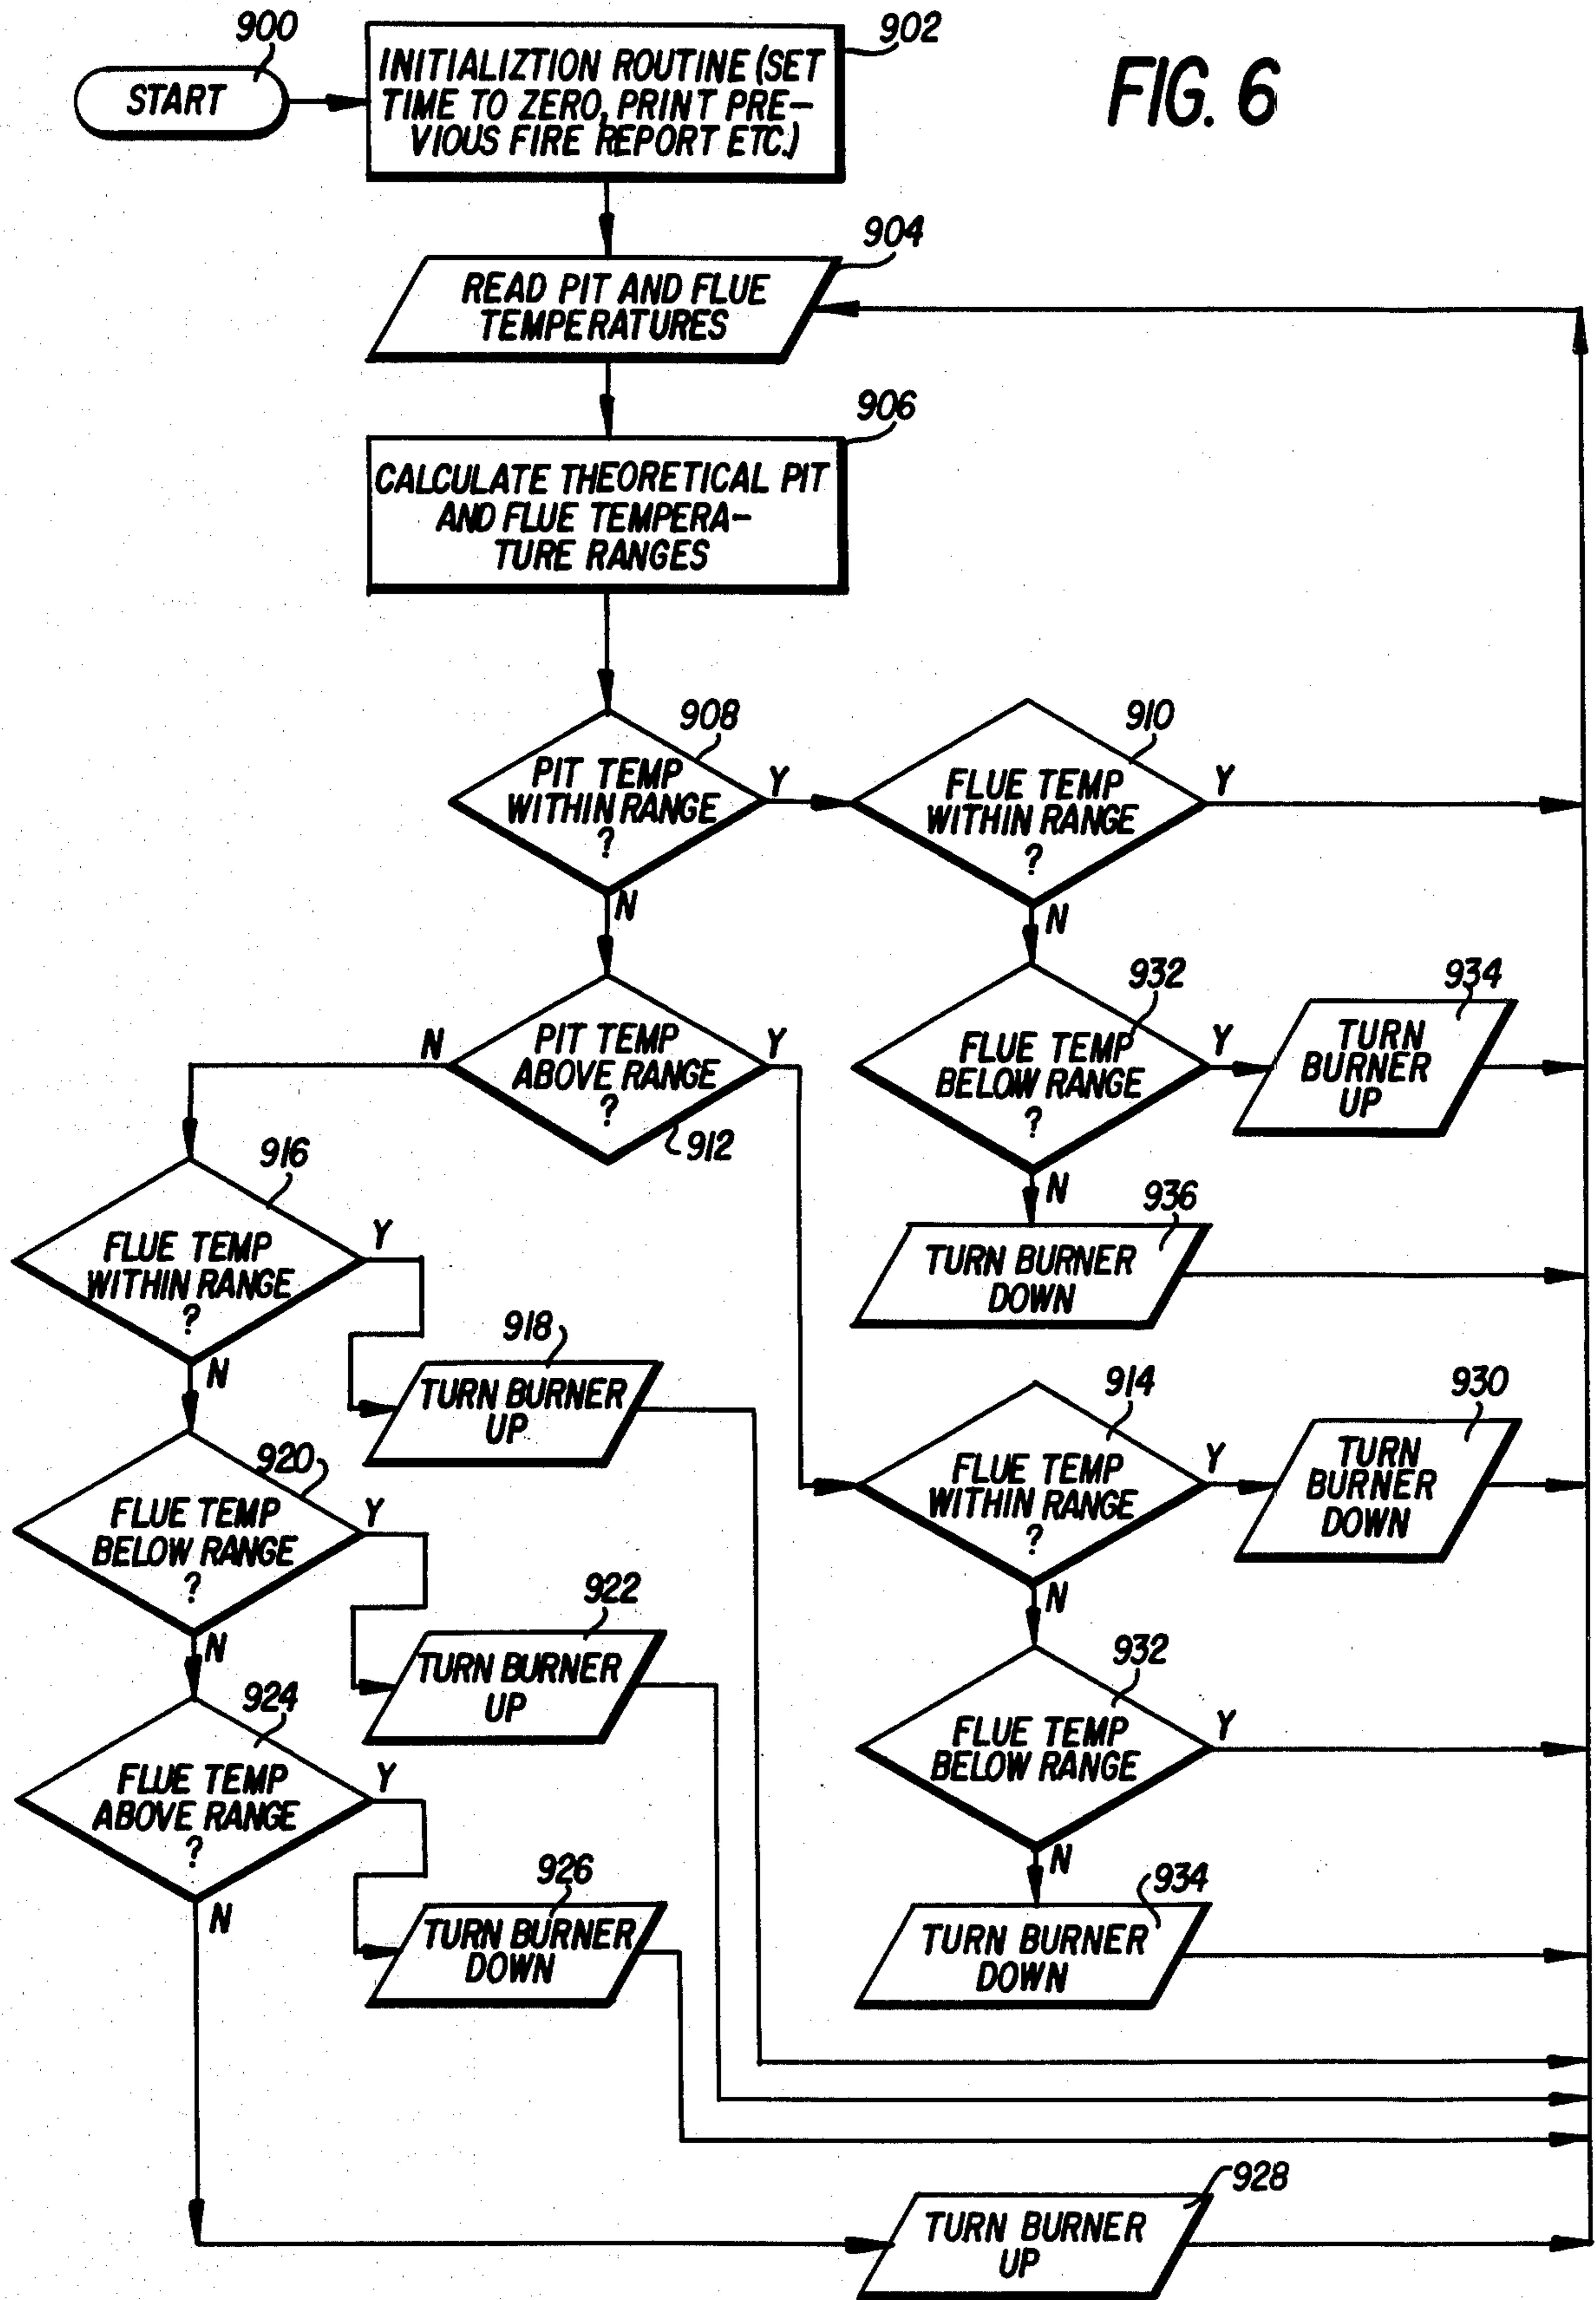 900
START
902
INITIALIZTION ROUTINE (SET
TIME TO ZERO, PRINT PRE-
VIOUS FIRE REPORT ETC.)
FIG. 6
904
READ PIT AND FLUE
TEMPERATURES
906
CALCULATE THEORETICAL PIT
AND FLUE TEMPERA-
TURE RANGES
908
PIT TEMP
WITHIN RANGE
?
Y
N
910
FLUE TEMP
WITHIN RANGE
?
Y
N
PIT TEMP
ABOVE RANGE
?
912
N
Y
932
FLUE TEMP
BELOW RANGE
?
Y
N
934
TURN
BURNER
UP
936
TURN BURNER
DOWN
916
FLUE TEMP
WITHIN RANGE
?
Y
N
918
TURN BURNER
UP
914
FLUE TEMP
WITHIN RANGE
?
Y
N
930
TURN
BURNER
DOWN
920
FLUE TEMP
BELOW RANGE
?
Y
N
922
TURN BURNER
UP
932
FLUE TEMP
BELOW RANGE
Y
N
924
FLUE TEMP
ABOVE RANGE
?
Y
N
926
TURN BURNER
DOWN
934
TURN BURNER
DOWN
928
TURN BURNER
UP